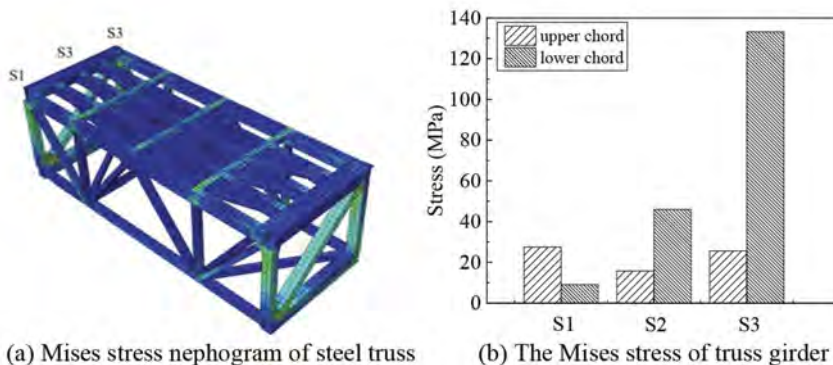 S3
S3
S1
(a) Mises stress nephogram of steel truss
140
120
100
80
60
40
20
0
Stress (MPa)
upper chord
lower chord
S1 S2 S3
(b) The Mises stress of truss girder